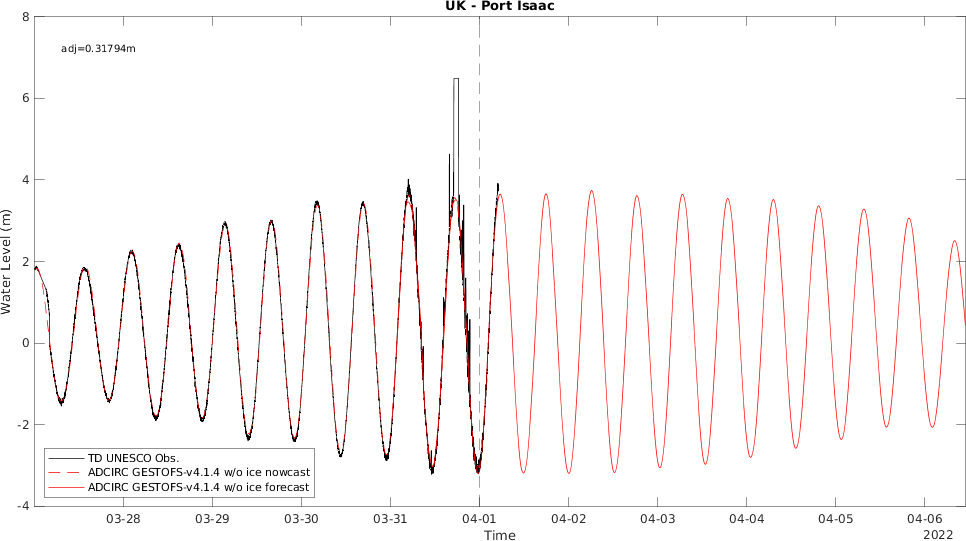 UK - Port Isaac
adj=0.31794m
8
6
4
2
0
-2
-4
Water Level (m)
TD UNESCO Obs.
ADCIRC GESTOFS-v4.1.4 w/o ice nowcast
ADCIRC GESTOFS-v4.1.4 w/o ice forecast
03-28 03-29 03-30 03-31 04-01 04-02 04-03 04-04 04-05 04-06
Time
2022